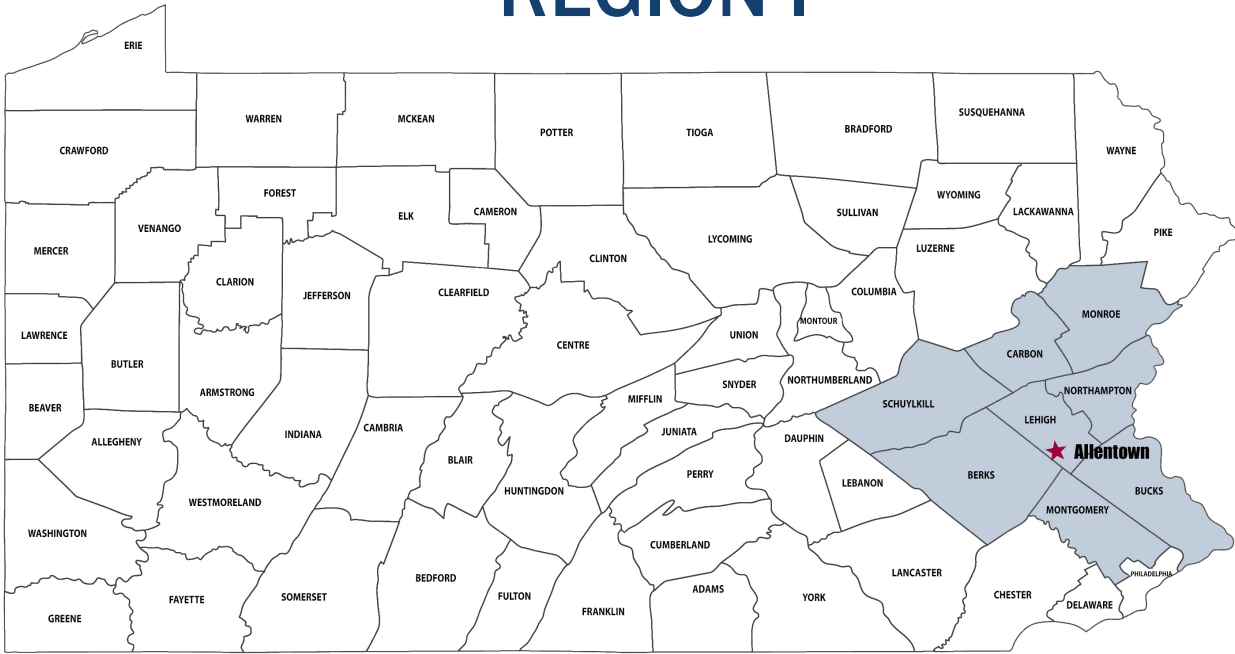 REGION I
ERIE
WARREN
MCKEAN
POTTER
TIOGA
BRADFORD
SUSQUEHANNA
WAYNE
CRAWFORD
FOREST
VENANGO
ELK
CAMERON
SULLIVAN
WYOMING
LACKAWANNA
PIKE
MERCER
CLARION
JEFFERSON
CLEARFIELD
CLINTON
LYCOMING
COLUMBIA
LUZERNE
LAWRENCE
BUTLER
ARMSTRONG
CENTRE
UNION
MONTOUR
MONROE
CARBON
BEAVER
ALLEGHENY
INDIANA
CAMBRIA
BLAIR
MIFFLIN
SNYDER
NORTHUMBERLAND
SCHUYLKILL
NORTHAMPTON
LEHIGH
Allentown
JUNIATA
DAUPHIN
PERRY
LEBANON
BERKS
BUCKS
MONTGOMERY
WASHINGTON
WESTMORELAND
HUNTINGDON
CUMBERLAND
PHILADELPHIA
GREENE
FAYETTE
SOMERSET
BEDFORD
FULTON
FRANKLIN
ADAMS
YORK
LANCASTER
CHESTER
DELAWARE